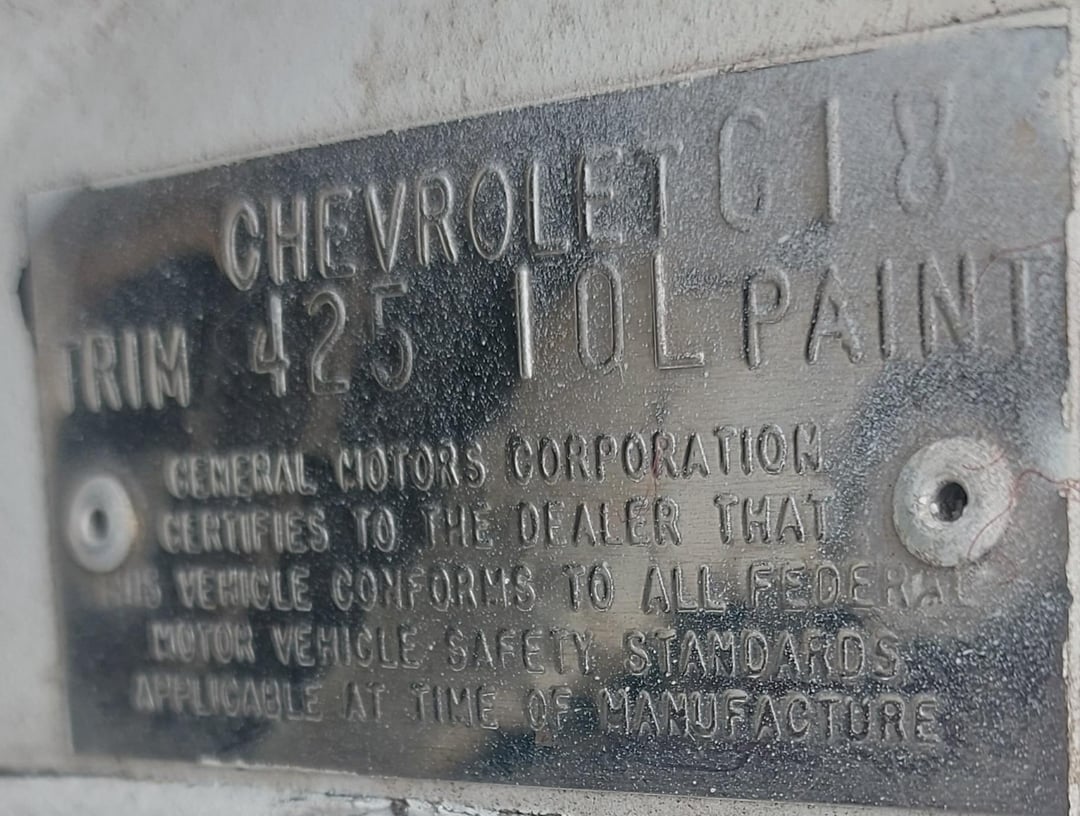 CHEVROLET C18
TRIM 425 10L PAINT
GENERAL MOTORS CORPORATION
CERTIFIES TO THE DEALER THAT
THIS VEHICLE CONFORMS TO ALL FEDERAL
MOTOR VEHICLE SAFETY STANDARDS
APPLICABLE AT TIME OF MANUFACTURE